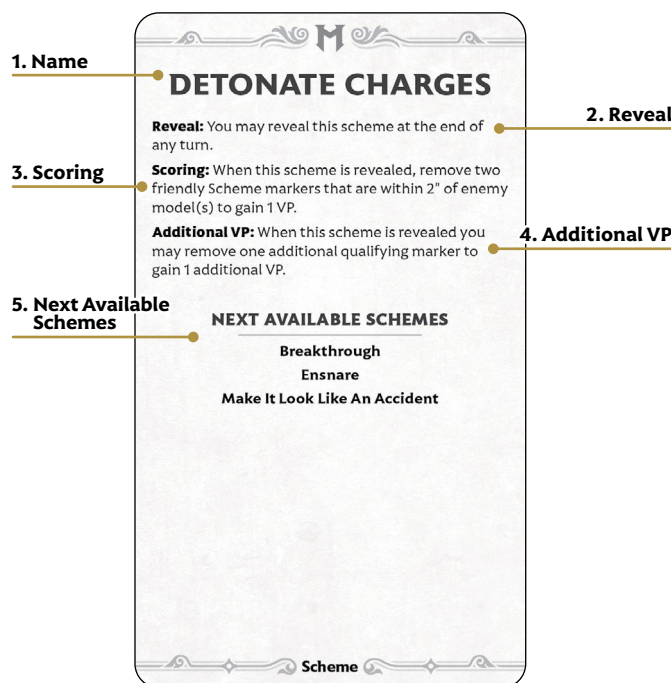 M
1. Name
DETONATE CHARGES
2. Reveal
Reveal: You may reveal this scheme at the end of
any turn.
3. Scoring
Scoring: When this scheme is revealed, remove two
friendly Scheme markers that are within 2" of enemy
model(s) to gain 1 VP.
4. Additional VP
Additional VP: When this scheme is revealed you
may remove one additional qualifying marker to
gain 1 additional VP.
5. Next Available
Schemes
NEXT AVAILABLE SCHEMES
Breakthrough
Ensnare
Make It Look Like An Accident
Scheme